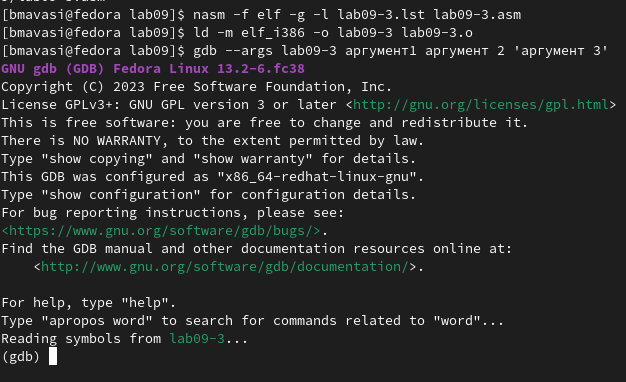 [bmavasi@fedora lab09]$ nasm -f elf -g -l lab09-3.lst lab09-3.asm
[bmavasi@fedora lab09]$ ld -m elf_i386 -o lab09-3 lab09-3.o
[bmavasi@fedora lab09]$ gdb --args lab09-3 аргумент1 аргумент 2 'аргумент 3'
GNU gdb (GDB) Fedora Linux 13.2-6.fc38
Copyright (C) 2023 Free Software Foundation, Inc.
License GPLv3+: GNU GPL version 3 or later <http://gnu.org/licenses/gpl.html>
This is free software: you are free to change and redistribute it.
There is NO WARRANTY, to the extent permitted by law.
Type "show copying" and "show warranty" for details.
This GDB was configured as "x86_64-redhat-linux-gnu".
Type "show configuration" for configuration details.
For bug reporting instructions, please see:
<https://www.gnu.org/software/gdb/bugs/>.
Find the GDB manual and other documentation resources online at:
    <http://www.gnu.org/software/gdb/documentation/>.

For help, type "help".
Type "apropos word" to search for commands related to "word"...
Reading symbols from lab09-3...
(gdb)